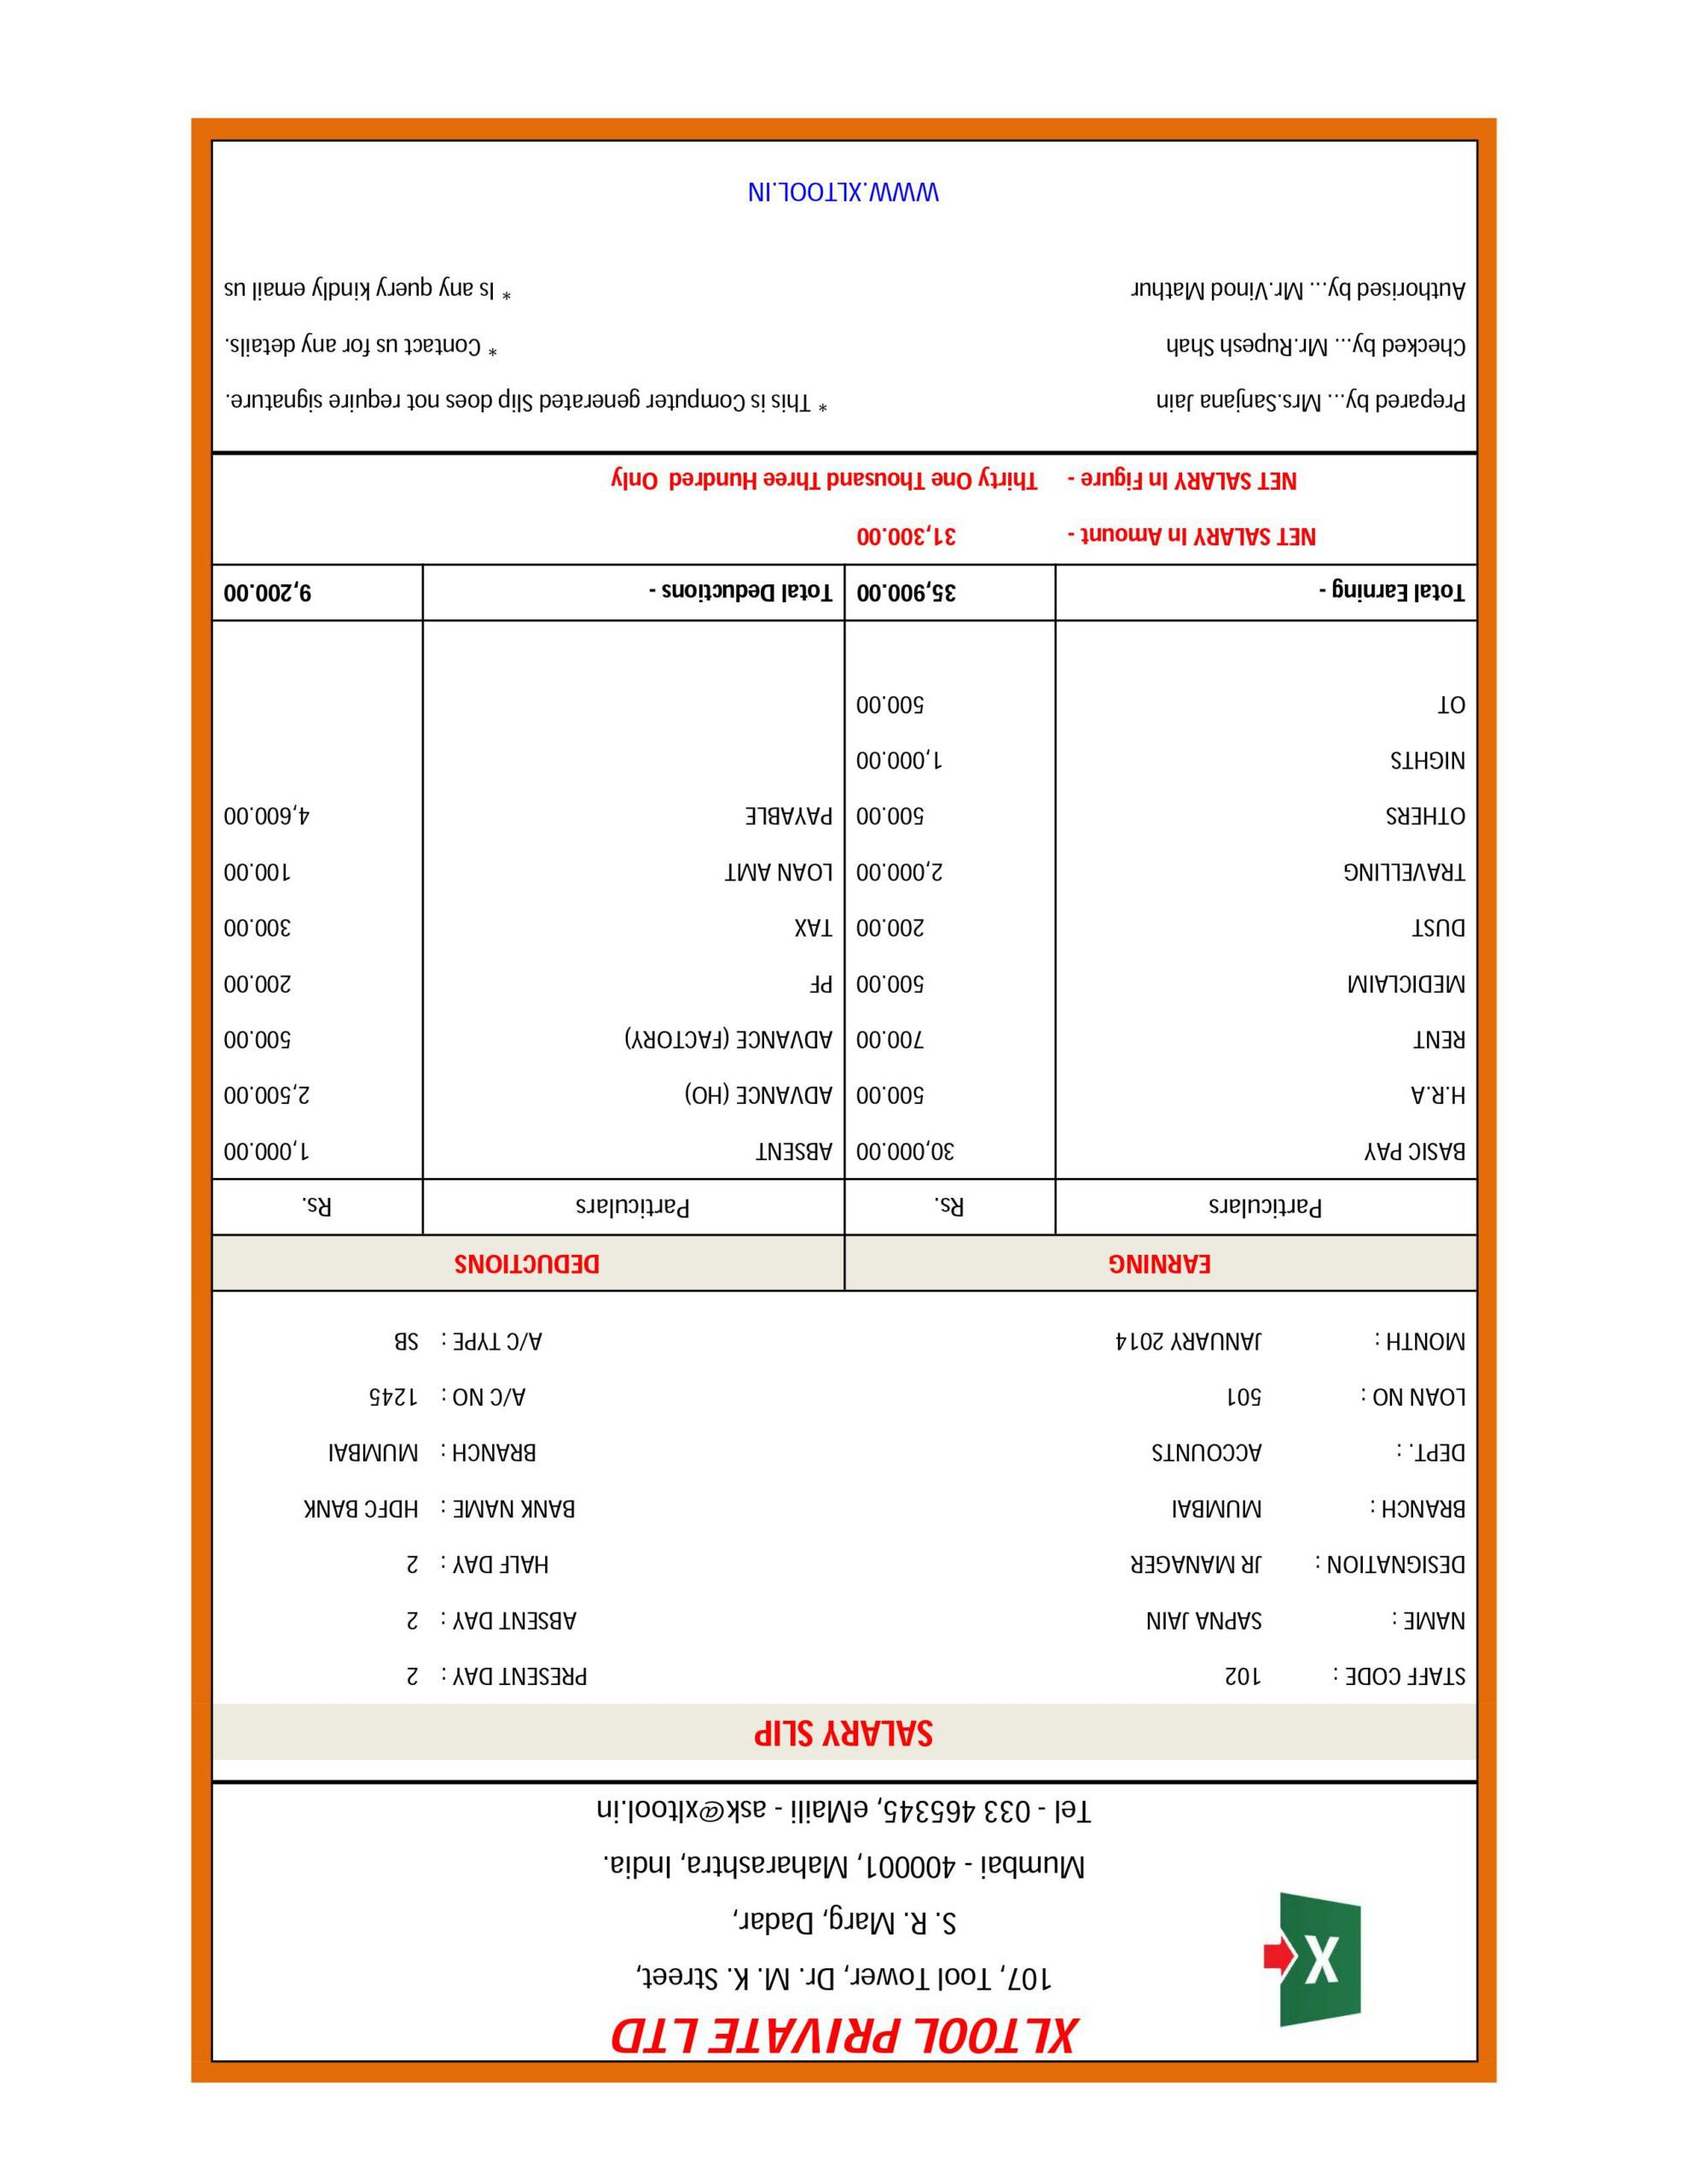 XLTOOL PRIVATE LTD
107, Tool Tower, Dr. M. K. Street,
S. R. Marg, Dadar,
Mumbai - 400001, Maharashtra, India.
Tel - 033 465345, eMaili - ask@xltool.in
X
SALARY SLIP
STAFF CODE : 102 PRESENT DAY : 2
NAME : SAPNA JAIN ABSENT DAY : 2
DESIGNATION : JR MANAGER HALF DAY : 2
BRANCH : MUMBAI BANK NAME : HDFC BANK
DEPT. : ACCOUNTS BRANCH : MUMBAI
LOAN NO : 501 A/C NO : 1245
MONTH : JANUARY 2014 A/C TYPE : SB
EARNING DEDUCTIONS
Particulars Rs. Particulars Rs.
BASIC PAY 30,000.00 ABSENT 1,000.00
H.R.A 500.00 ADVANCE (HO) 2,500.00
RENT 700.00 ADVANCE (FACTORY) 500.00
MEDICLAIM 500.00 PF 200.00
DUST 200.00 TAX 300.00
TRAVELLING 2,000.00 LOAN AMT 100.00
OTHERS 500.00 PAYABLE 4,600.00
NIGHTS 1,000.00
OT 500.00
Total Earning - 35,900.00 Total Deductions - 9,200.00
NET SALARY In Amount - 31,300.00
NET SALARY In Figure - Thirty One Thousand Three Hundred Only
Prepared by... Mrs.Sanjana Jain * This is Computer generated Slip does not require signature.
Checked by... Mr.Rupesh Shah * Contact us for any details.
Authorised by... Mr.Vinod Mathur * Is any query kindly email us
WWW.XLTOOL.IN